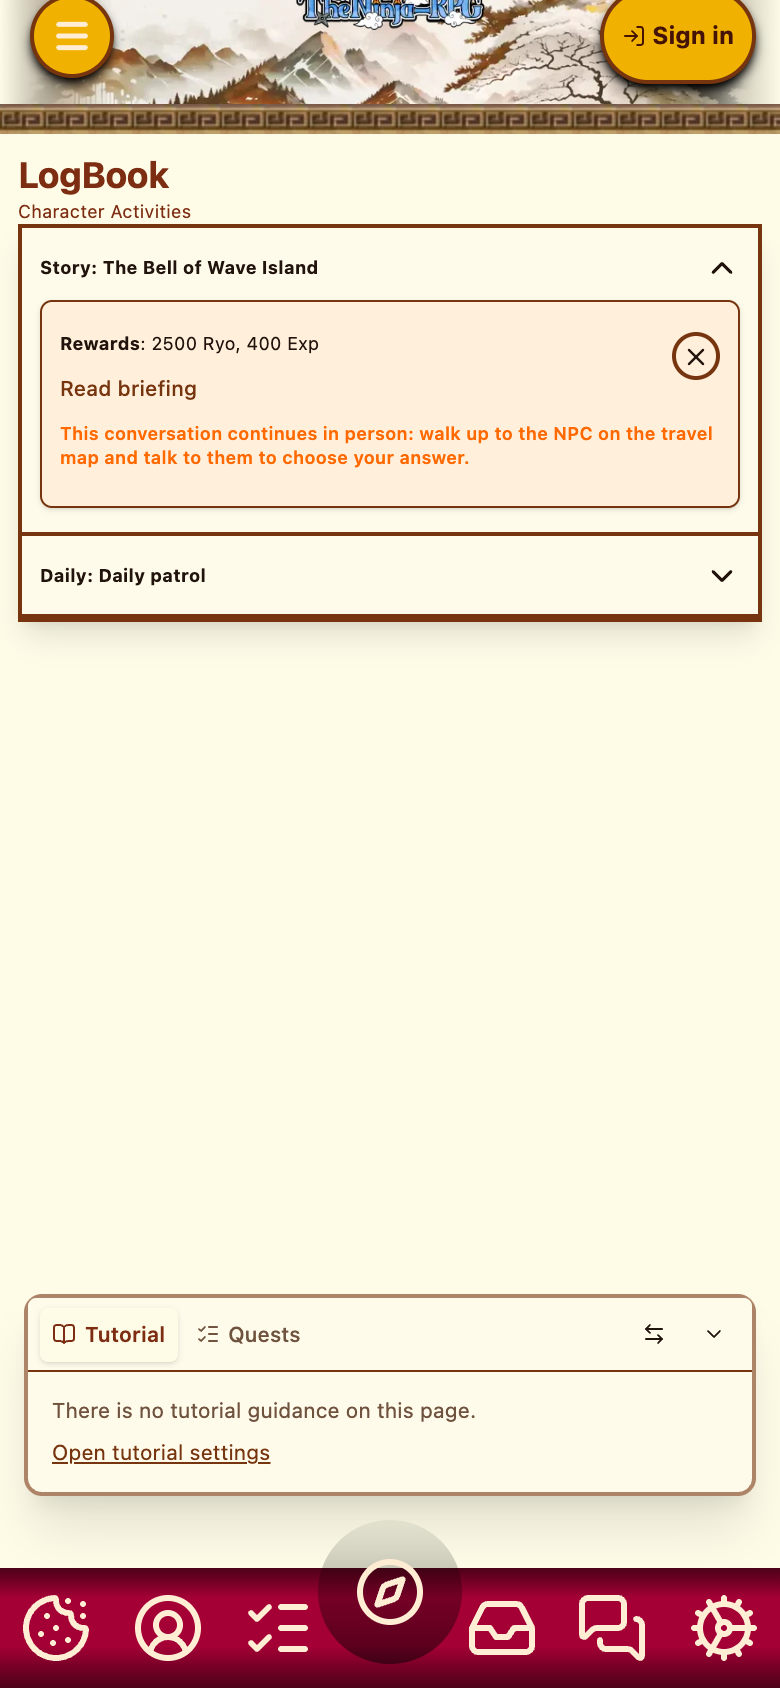 TheNinja-RPG
Sign in
LogBook
Character Activities
Story: The Bell of Wave Island
Rewards: 2500 Ryo, 400 Exp
Read briefing
This conversation continues in person: walk up to the NPC on the travel
map and talk to them to choose your answer.
Daily: Daily patrol
Tutorial
Quests
There is no tutorial guidance on this page.
Open tutorial settings